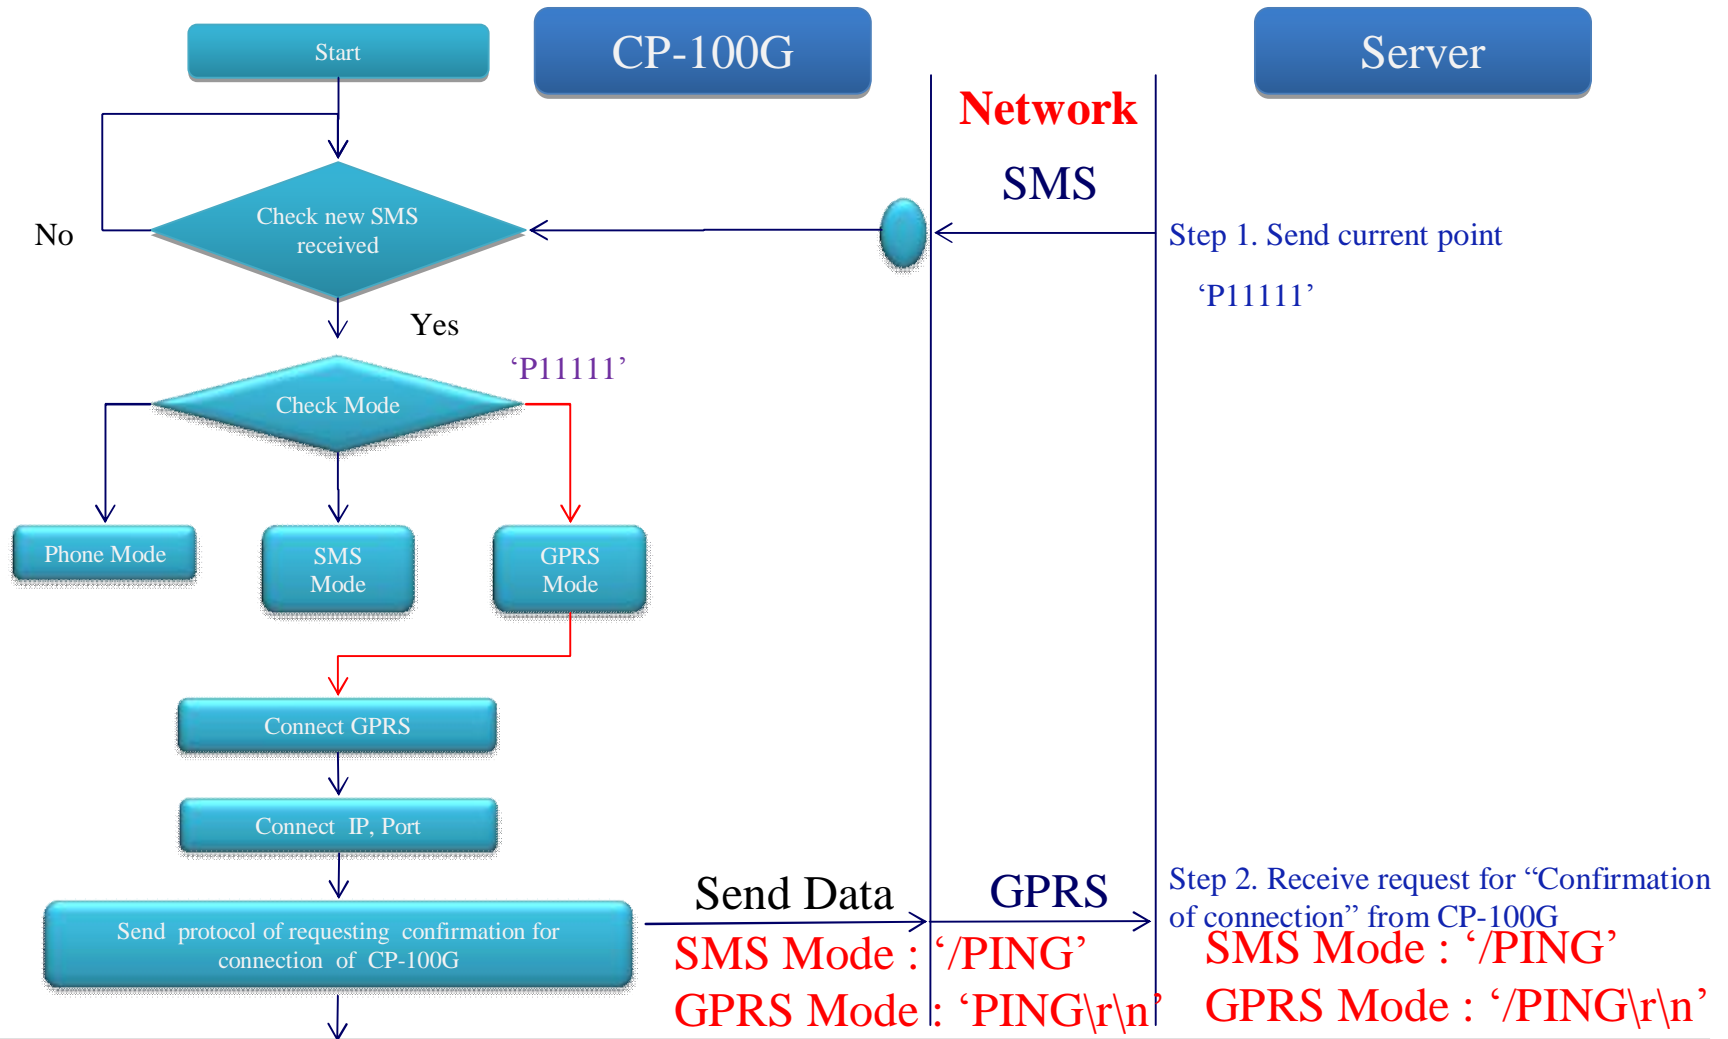 Start
CP-100G
Server
Network
SMS
Check new SMS
received
No
Step 1. Send current point
‘P11111’
Yes
‘P11111’
Check Mode
Phone Mode
SMS
Mode
GPRS
Mode
Connect GPRS
Connect IP, Port
Send protocol of requesting confirmation for
connection of CP-100G
Send Data
GPRS
SMS Mode : ‘/PING’
GPRS Mode : ‘PING\r\n’
Step 2. Receive request for “Confirmation
of connection” from CP-100G
SMS Mode : ‘/PING’
GPRS Mode : ‘/PING\r\n’